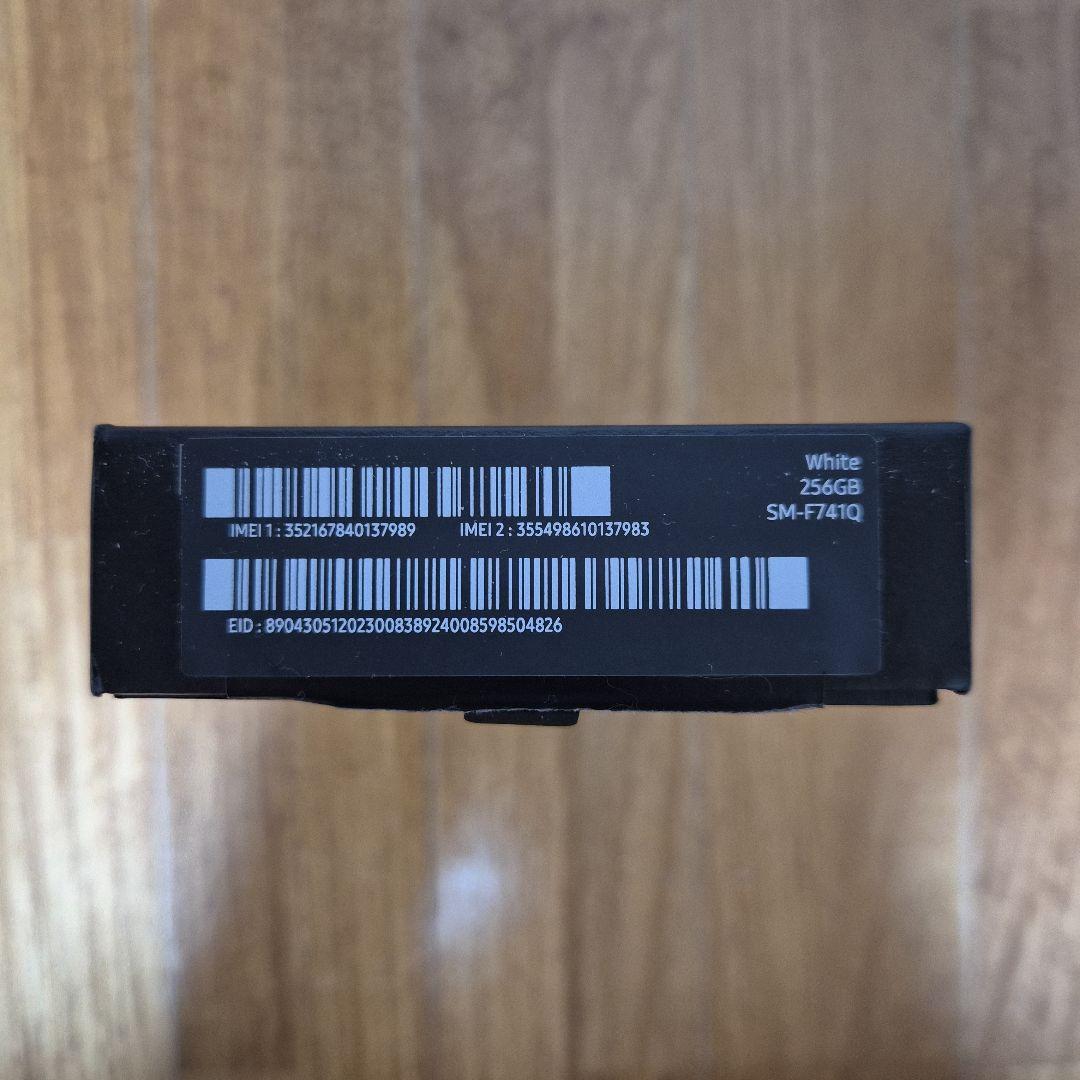 White
256GB
SM-F741Q
IMEI 1 : 352167840137989 IMEI 2 : 355498610137983
EID : 89043051202300838924008598504826